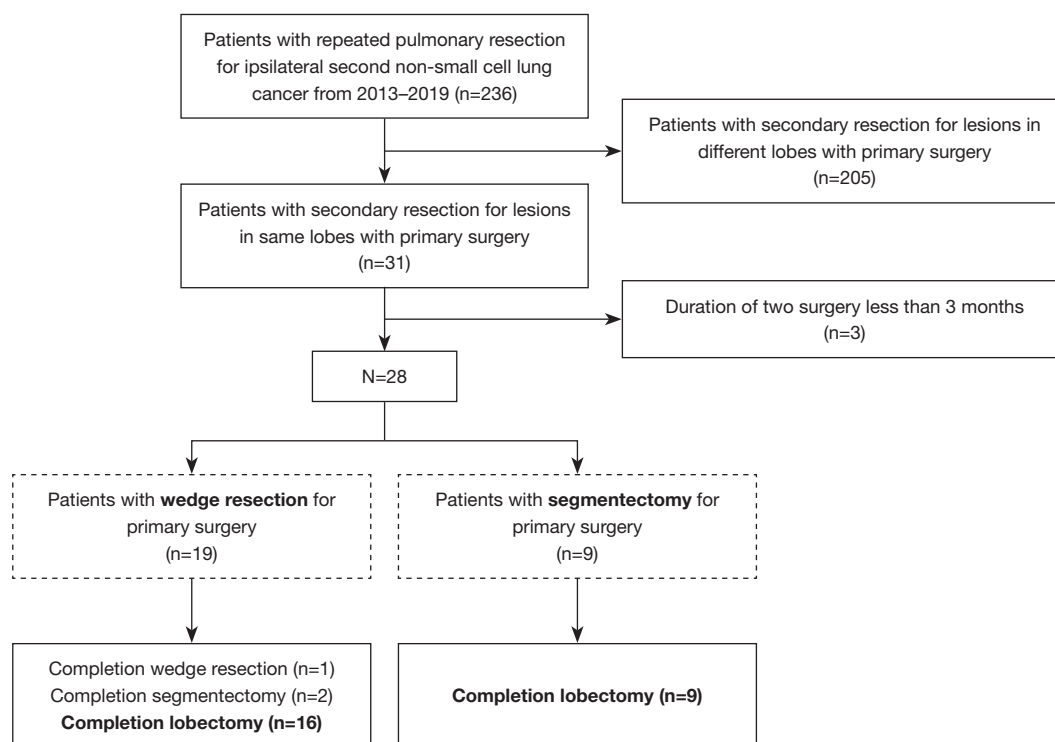 Patients with repeated pulmonary resection
for ipsilateral second non-small cell lung
cancer from 2013–2019 (n=236)
Patients with secondary resection for lesions in
different lobes with primary surgery
(n=205)
Patients with secondary resection for lesions
in same lobes with primary surgery
(n=31)
Duration of two surgery less than 3 months
(n=3)
N=28
Patients with wedge resection for
primary surgery
(n=19)
Patients with segmentectomy for
primary surgery
(n=9)
Completion wedge resection (n=1)
Completion segmentectomy (n=2)
Completion lobectomy (n=16)
Completion lobectomy (n=9)